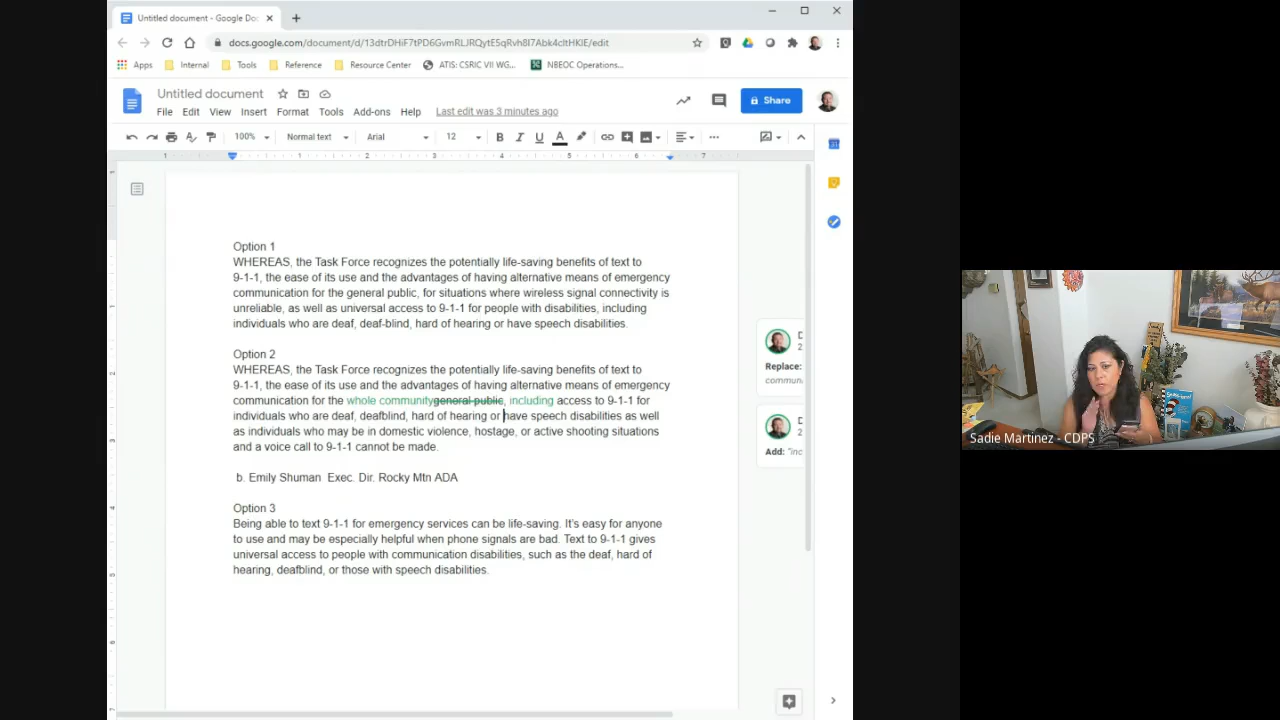 Untitled document - Google Doc
docs.google.com/document/d/13dtrDHiF7tPD6GvmRLJRQytE5qRvh8I7Abk4cltHKlE/edit
Apps Internal Tools Reference Resource Center ATIS: CSRIC VII WG... NBEOC Operations...
Untitled document
Share
File Edit View Insert Format Tools Add-ons Help Last edit was 3 minutes ago
100% Normal text Arial 12 B I U A
1 1 2 3 4 5 6 7
Option 1
WHEREAS, the Task Force recognizes the potentially life-saving benefits of text to
9-1-1, the ease of its use and the advantages of having alternative means of emergency
communication for the general public, for situations where wireless signal connectivity is
unreliable, as well as universal access to 9-1-1 for people with disabilities, including
individuals who are deaf, deaf-blind, hard of hearing or have speech disabilities.
Option 2
WHEREAS, the Task Force recognizes the potentially life-saving benefits of text to
9-1-1, the ease of its use and the advantages of having alternative means of emergency
communication for the whole communitygeneral public, including access to 9-1-1 for
individuals who are deaf, deafblind, hard of hearing or have speech disabilities as well
as individuals who may be in domestic violence, hostage, or active shooting situations
and a voice call to 9-1-1 cannot be made.
b. Emily Shuman Exec. Dir. Rocky Mtn ADA
Option 3
Being able to text 9-1-1 for emergency services can be life-saving. It's easy for anyone
to use and may be especially helpful when phone signals are bad. Text to 9-1-1 gives
universal access to people with communication disabilities, such as the deaf, hard of
hearing, deafblind, or those with speech disabilities.
D
2
Replace:
commun
D
2
Add: "inc
Sadie Martinez - CDPS